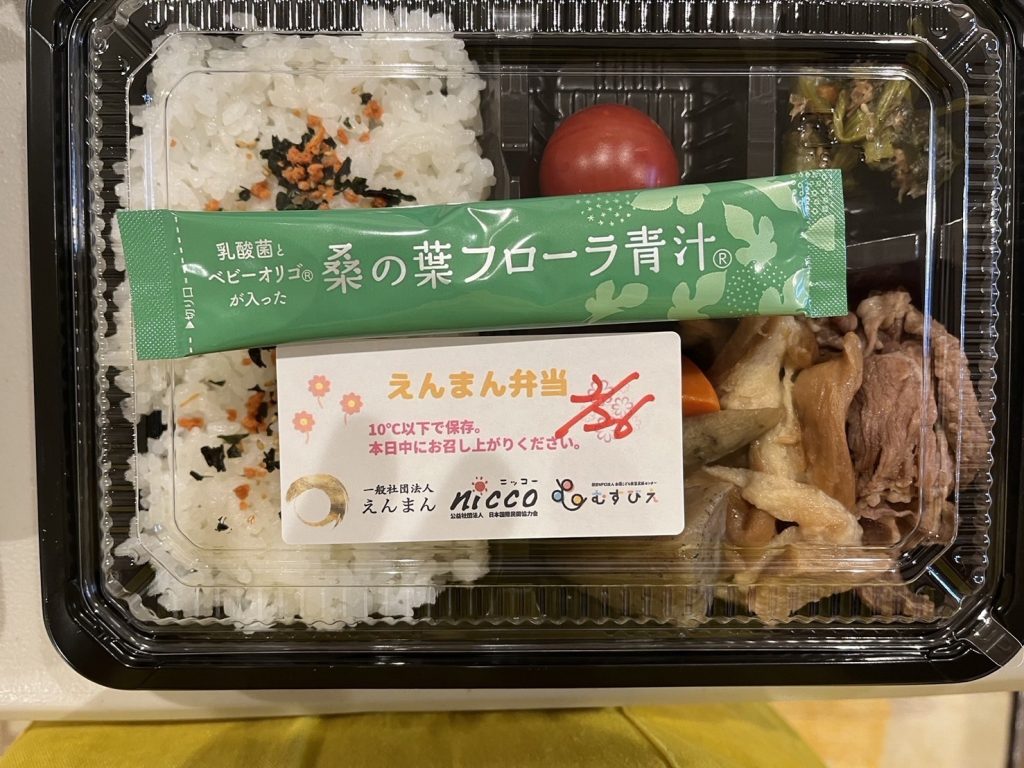 乳酸菌と
ベビーオリゴ®
が入った
桑の葉フローラ青汁®
えんまん弁当
10℃以下で保存。
本日中にお召し上がりください。
一般社団法人
えんまん
ニッコー
nicco
公益社団法人 日本国際民間協力会
むすびえ